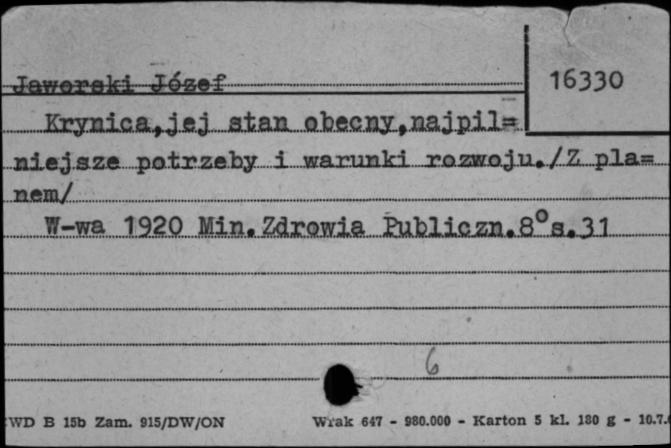 Jaworski Józef
16330
Krynica,jej stan obecny,najpil=
niejsze potrzeby i warunki rozwoju./Z pla=
nem/
W-wa 1920 Min.Zdrowia Publiczn.8°s.31
6
WD B 15b Zam. 915/DW/ON
Wrak 647 - 980.000 - Karton 5 kl. 180 g - 10.7.